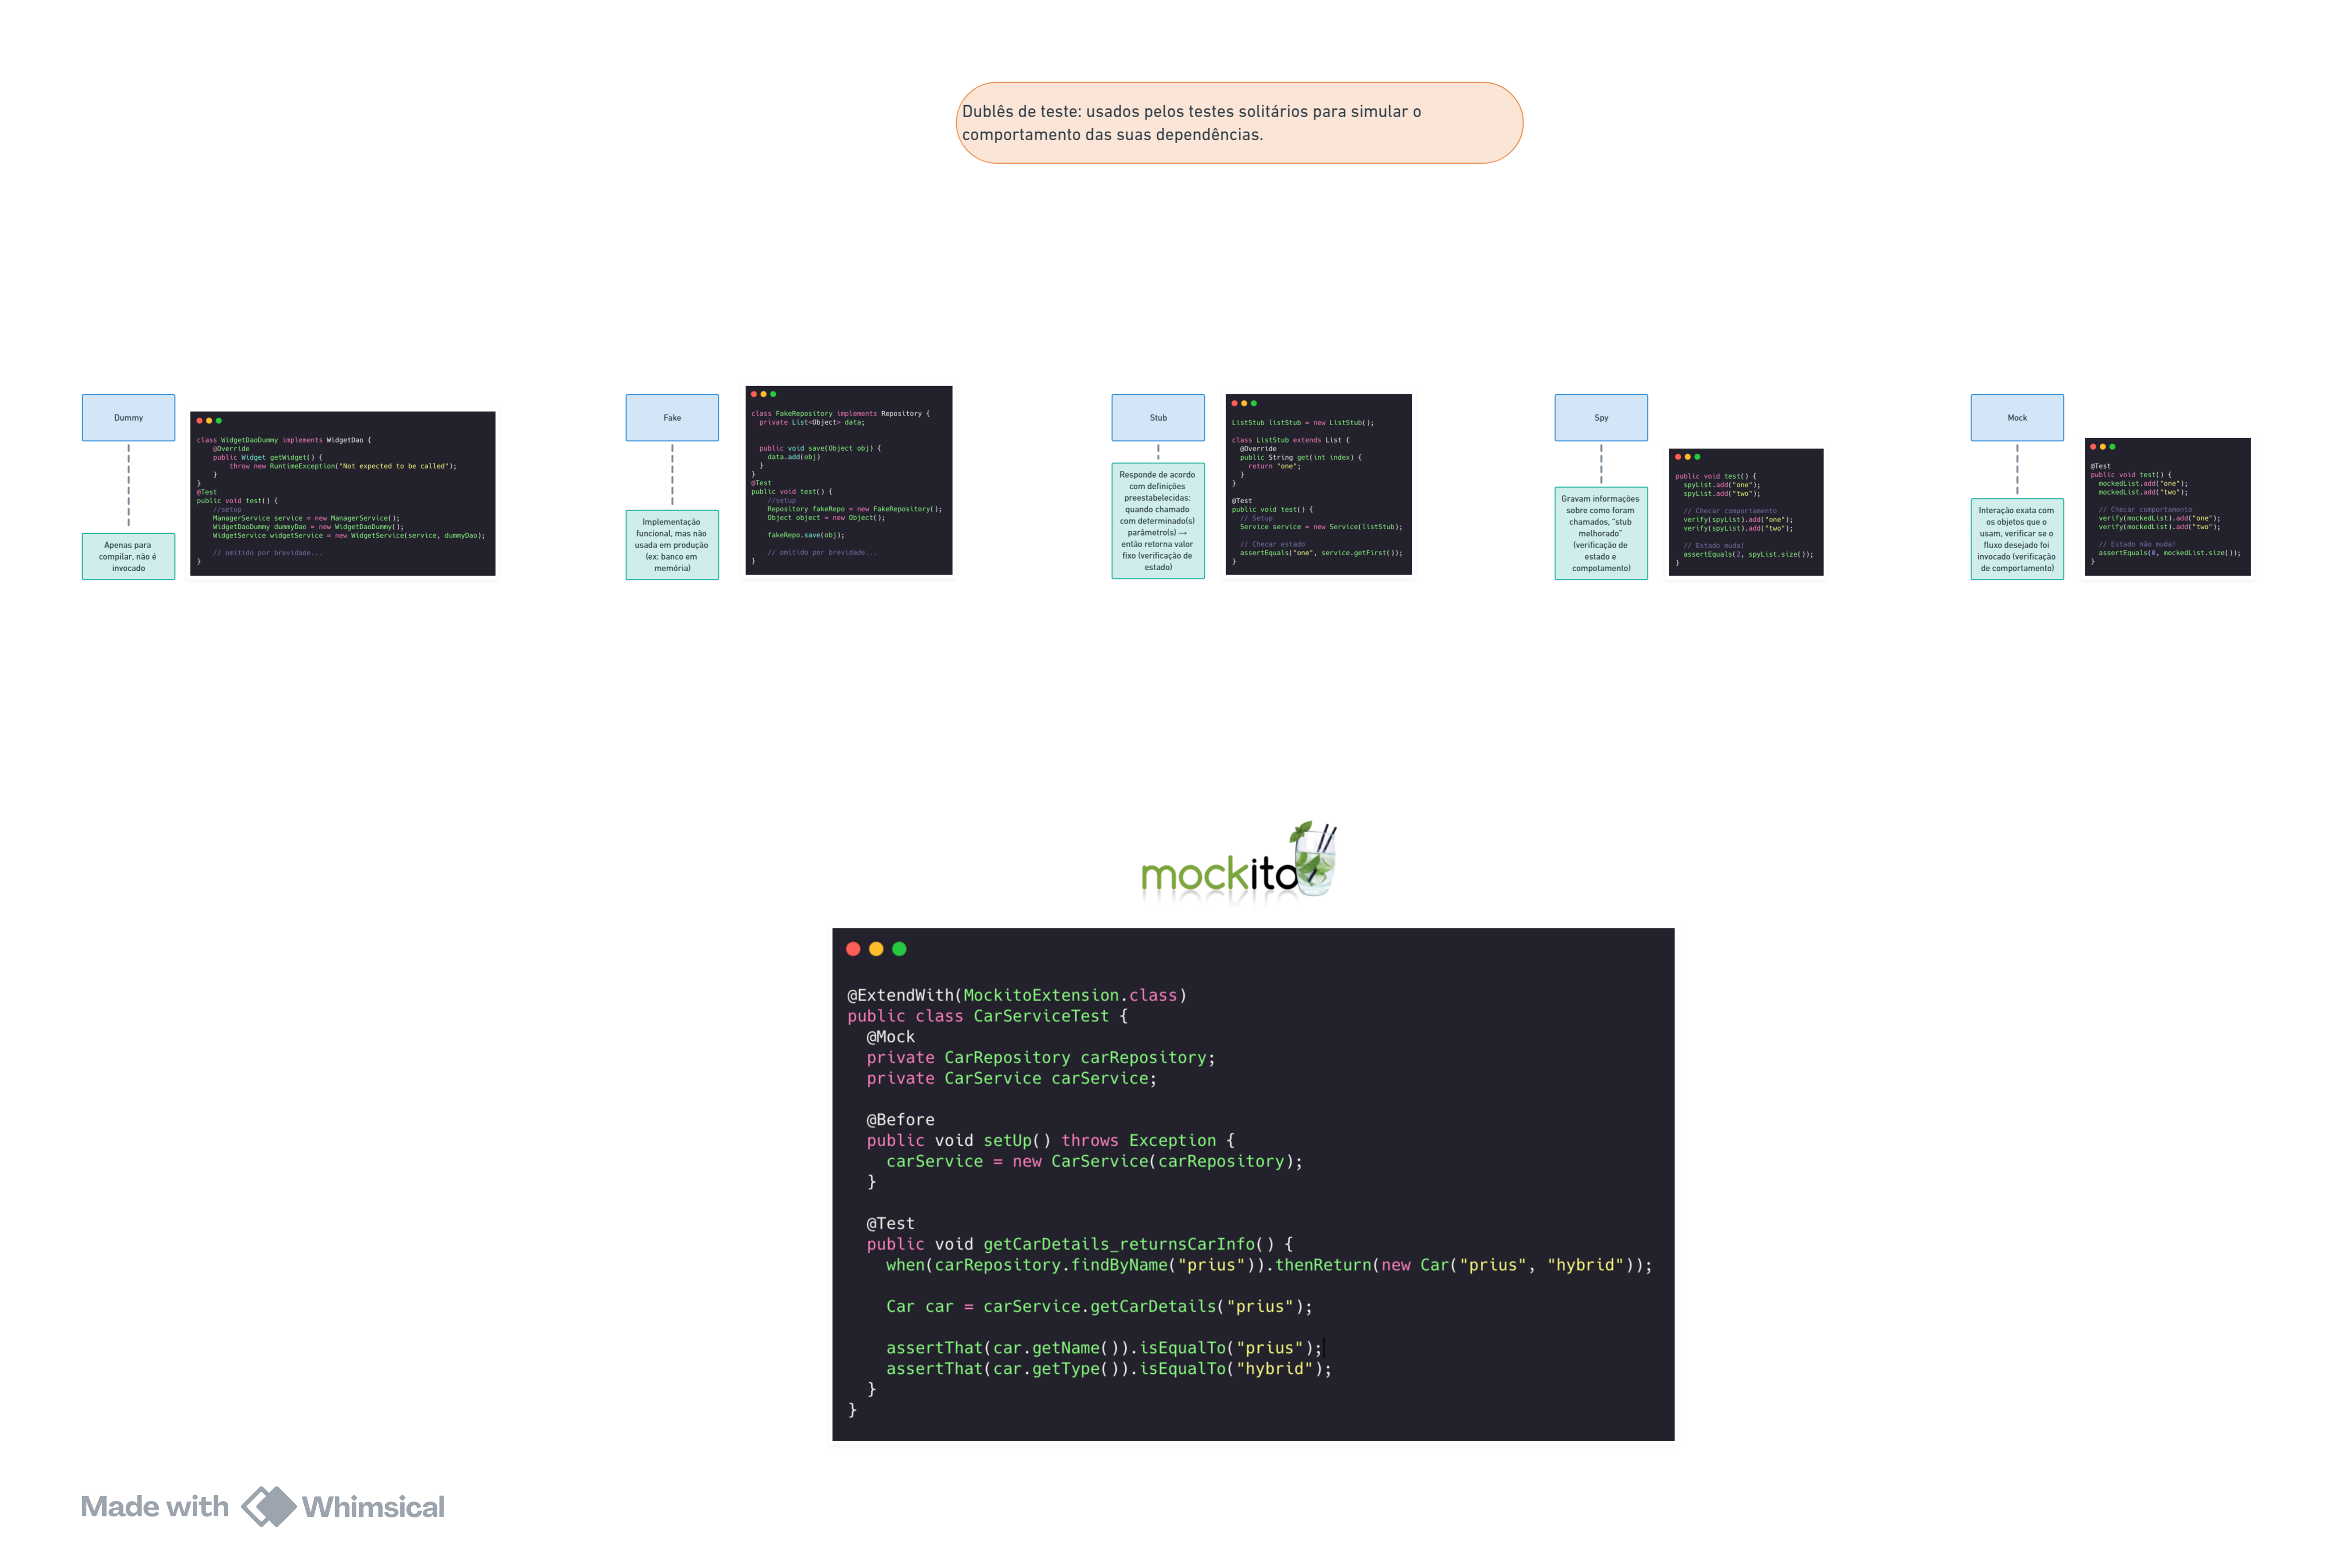 Dublês de teste: usados pelos testes solitários para simular o
comportamento das suas dependências.
Dummy
Apenas para
compilar, não é
invocado
class WidgetDaoDummy implements WidgetDao {
    @Override
    public Widget getWidget() {
        throw new RuntimeException("Not expected to be called");
    }
}
@Test
public void test() {
    //setup
    ManagerService service = new ManagerService();
    WidgetDaoDummy dummyDao = new WidgetDaoDummy();
    WidgetService widgetService = new WidgetService(service, dummyDao);
    // omitido por brevidade...
}
Fake
Implementação
funcional, mas não
usada em produção
(ex: banco em
memória)
class FakeRepository implements Repository {
  private List<Object> data;
  public void save(Object obj) {
    data.add(obj)
  }
}
@Test
public void test() {
    //setup
    Repository fakeRepo = new FakeRepository();
    Object object = new Object();
    fakeRepo.save(obj);
    // omitido por brevidade...
}
Stub
Responde de acordo
com definições
preestabelecidas:
quando chamado
com determinado(s)
parâmetro(s) →
então retorna valor
fixo (verificação de
estado)
ListStub listStub = new ListStub();
class ListStub extends List {
  @Override
  public String get(int index) {
    return "one";
  }
}
@Test
public void test() {
  // Setup
  Service service = new Service(listStub);
  // Checar estado
  assertEquals("one", service.getFirst());
}
Spy
Gravam informações
sobre como foram
chamados, "stub
melhorado"
(verificação de
estado e
compotamento)
public void test() {
  spyList.add("one");
  spyList.add("two");
  // Checar comportamento
  verify(spyList).add("one");
  verify(spyList).add("two");
  // Estado muda!
  assertEquals(2, spyList.size());
}
Mock
Interação exata com
os objetos que o
usam, verificar se o
fluxo desejado foi
invocado (verificação
de comportamento)
@Test
public void test() {
  mockedList.add("one");
  mockedList.add("two");
  // Checar comportamento
  verify(mockedList).add("one");
  verify(mockedList).add("two");
  // Estado não muda!
  assertEquals(0, mockedList.size());
}
mockito
@ExtendWith(MockitoExtension.class)
public class CarServiceTest {
  @Mock
  private CarRepository carRepository;
  private CarService carService;
  @Before
  public void setUp() throws Exception {
    carService = new CarService(carRepository);
  }
  @Test
  public void getCarDetails_returnsCarInfo() {
    when(carRepository.findByName("prius")).thenReturn(new Car("prius", "hybrid"));
    Car car = carService.getCarDetails("prius");
    assertThat(car.getName()).isEqualTo("prius");
    assertThat(car.getType()).isEqualTo("hybrid");
  }
}
Made with Whimsical